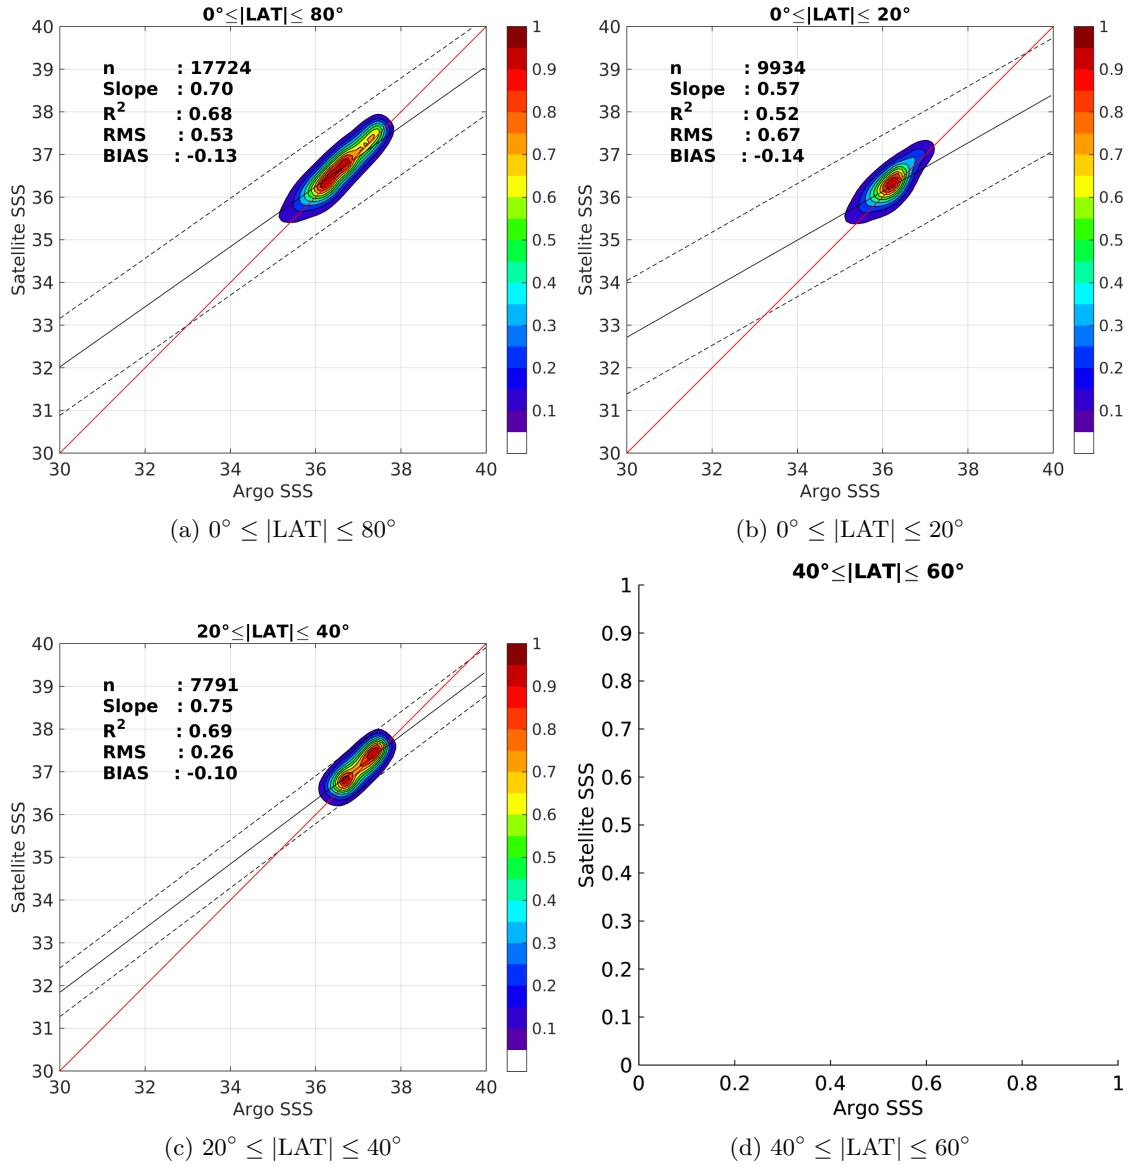 0°≤|LAT|≤ 80°
n : 17724
Slope : 0.70
R² : 0.68
RMS : 0.53
BIAS : -0.13
40
39
38
37
36
35
34
33
32
31
30
30 32 34 36 38 40
Satellite SSS
Argo SSS
1
0.9
0.8
0.7
0.6
0.5
0.4
0.3
0.2
0.1
(a) 0° ≤ |LAT| ≤ 80°
0°≤|LAT|≤ 20°
n : 9934
Slope : 0.57
R² : 0.52
RMS : 0.67
BIAS : -0.14
40
39
38
37
36
35
34
33
32
31
30
30 32 34 36 38 40
Satellite SSS
Argo SSS
1
0.9
0.8
0.7
0.6
0.5
0.4
0.3
0.2
0.1
(b) 0° ≤ |LAT| ≤ 20°
20°≤|LAT|≤ 40°
n : 7791
Slope : 0.75
R² : 0.69
RMS : 0.26
BIAS : -0.10
40
39
38
37
36
35
34
33
32
31
30
30 32 34 36 38 40
Satellite SSS
Argo SSS
1
0.9
0.8
0.7
0.6
0.5
0.4
0.3
0.2
0.1
(c) 20° ≤ |LAT| ≤ 40°
40°≤|LAT|≤ 60°
1
0.9
0.8
0.7
0.6
0.5
0.4
0.3
0.2
0.1
0
0 0.2 0.4 0.6 0.8 1
Satellite SSS
Argo SSS
(d) 40° ≤ |LAT| ≤ 60°